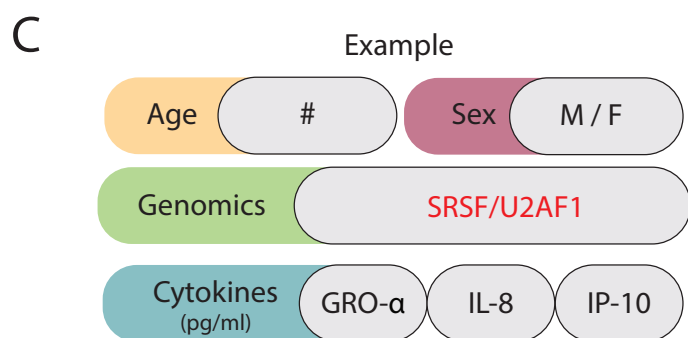 C
Example
Age # Sex M / F
Genomics SRSF/U2AF1
Cytokines GRO-α IL-8 IP-10
(pg/ml)